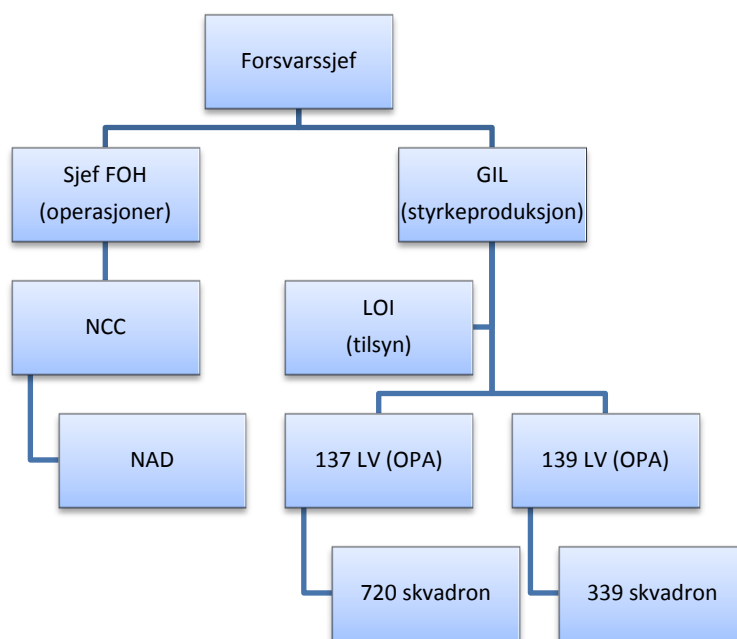 Forsvarssjef
Sjef FOH
(operasjoner)
GIL
(styrkeproduksjon)
NCC
LOI
(tilsyn)
NAD
137 LV (OPA)
139 LV (OPA)
720 skvadron
339 skvadron